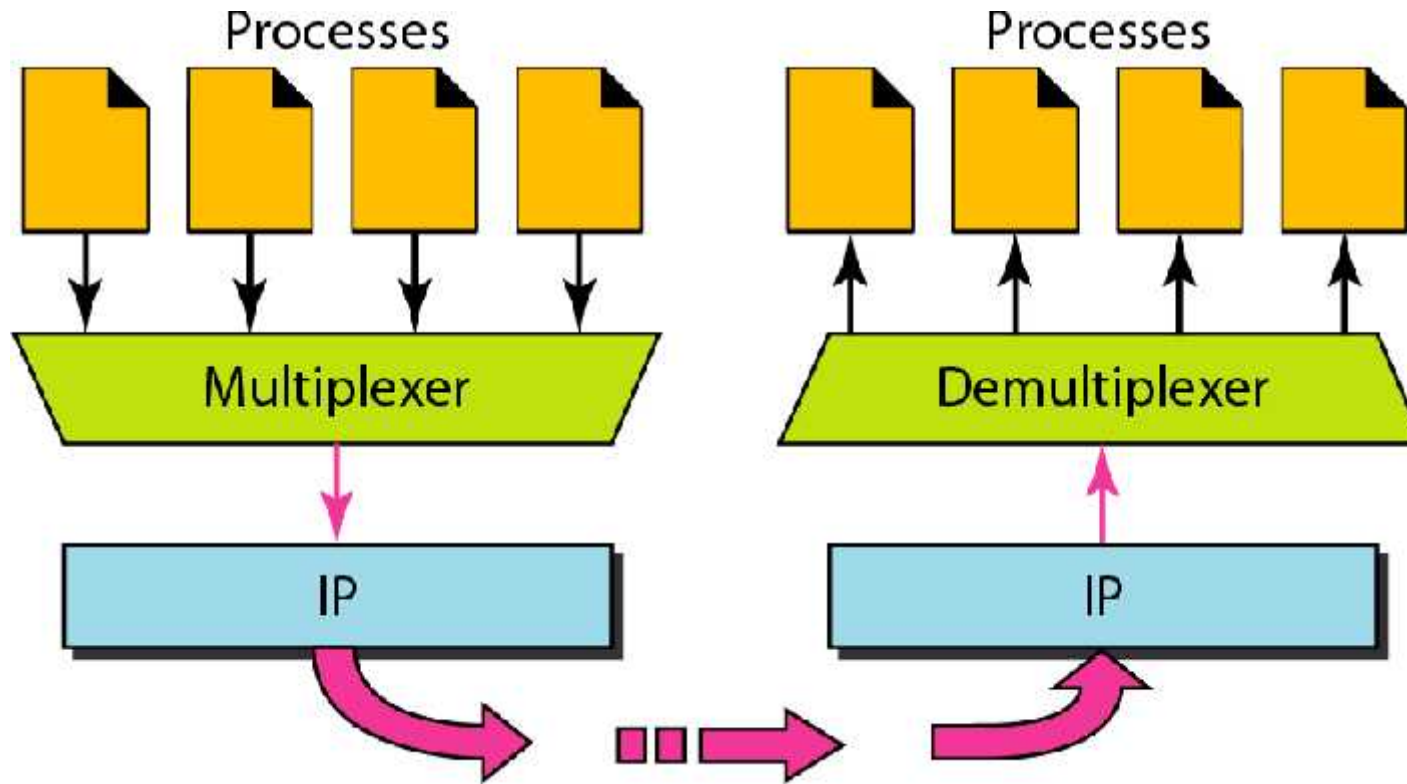 Processes
Processes
Multiplexer
Demultiplexer
IP
IP